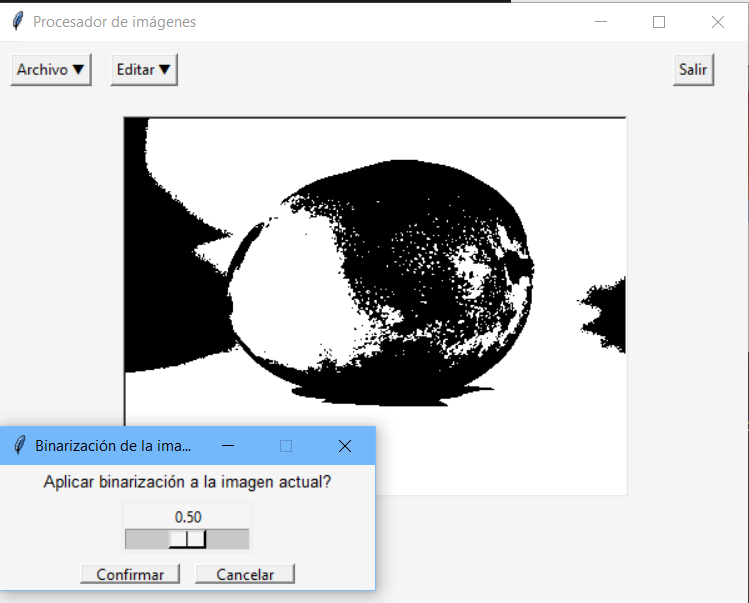 Procesador de imágenes
Archivo ▼ Editar ▼ Salir
Binarización de la ima...
Aplicar binarización a la imagen actual?
0.50
Confirmar Cancelar